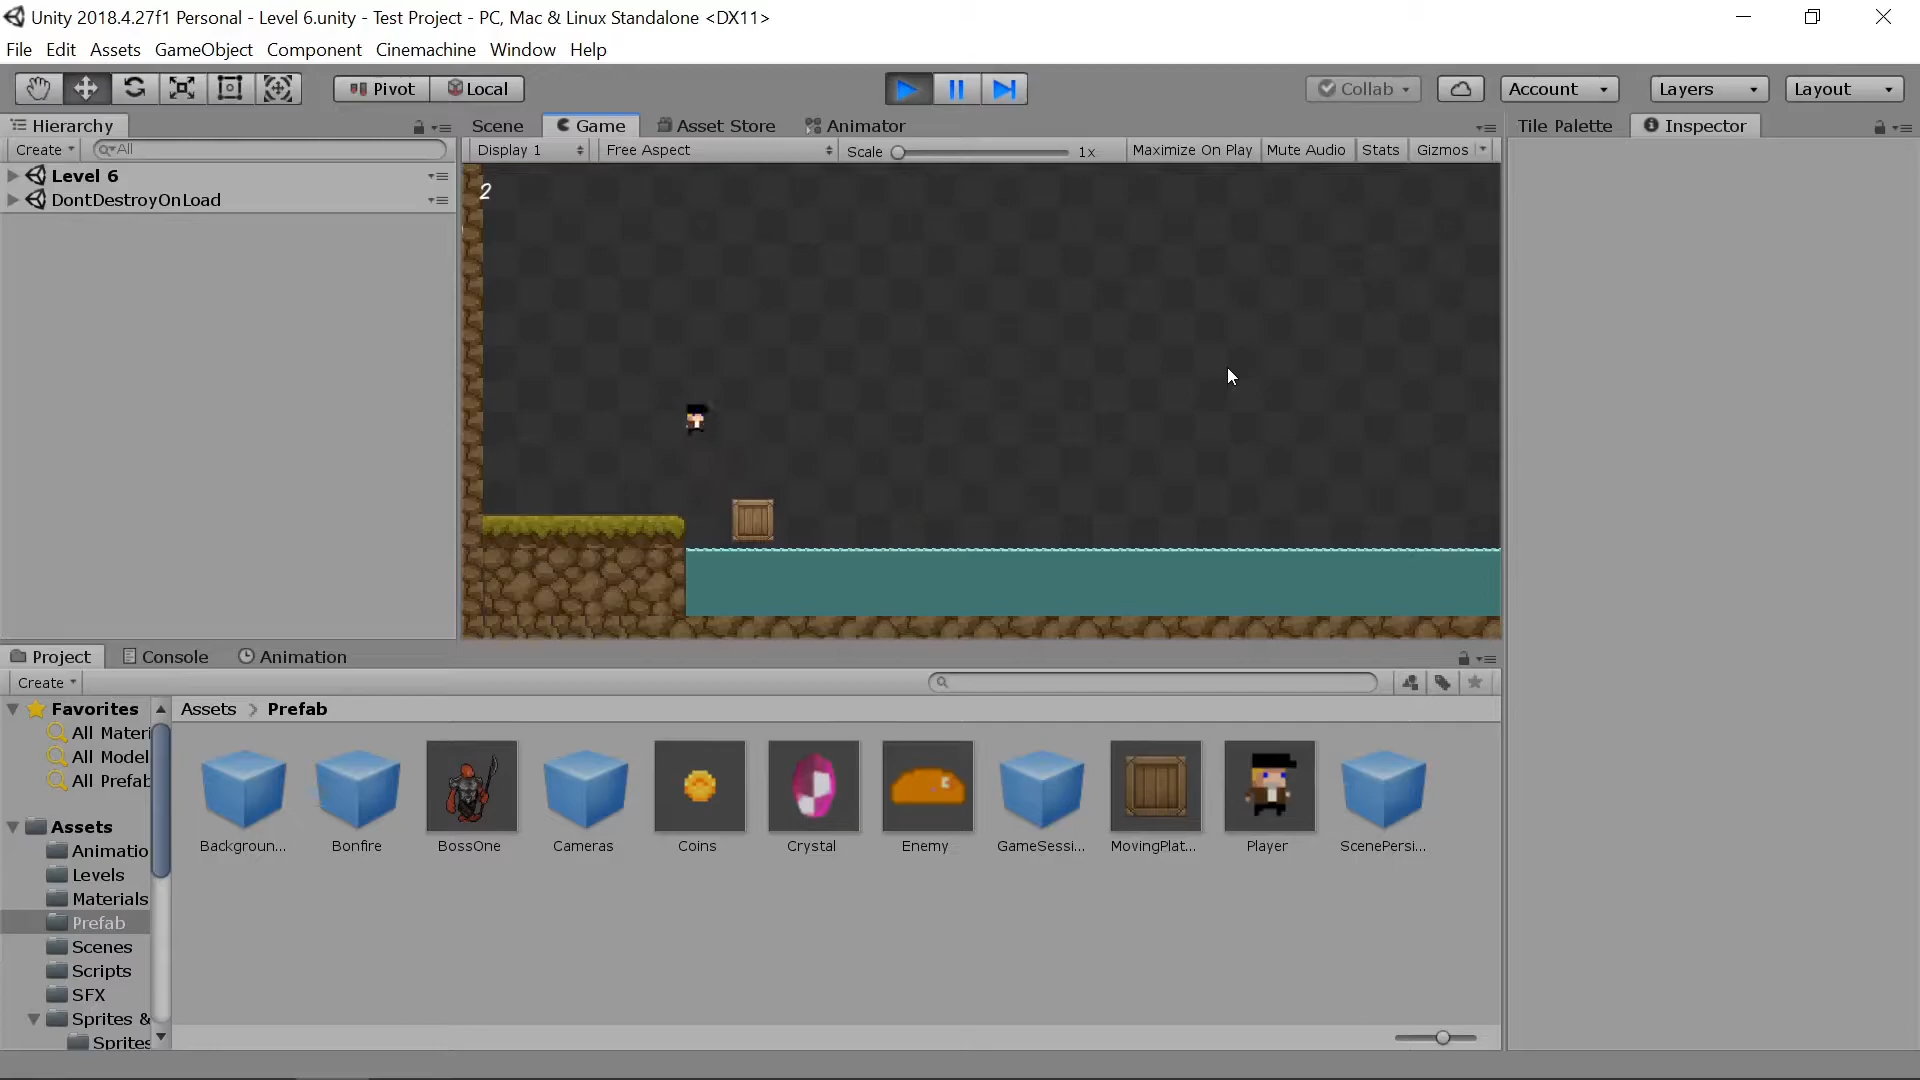 Unity 2018.4.27f1 Personal - Level 6.unity - Test Project - PC, Mac & Linux Standalone <DX11>
File Edit Assets GameObject Component Cinemachine Window Help
Pivot Local Collab Account Layers Layout
Hierarchy Scene Game Asset Store Animator Tile Palette Inspector
Create All Display 1 Free Aspect Scale 1x Maximize On Play Mute Audio Stats Gizmos
Level 6
DontDestroyOnLoad
2
Project Console Animation
Create
Favorites
All Materi
All Model
All Prefab
Assets
Animatio
Levels
Materials
Prefab
Scenes
Scripts
SFX
Sprites &
Sprites
Assets > Prefab
Backgroun... Bonfire BossOne Cameras Coins Crystal Enemy GameSessi... MovingPlat... Player ScenePersi...